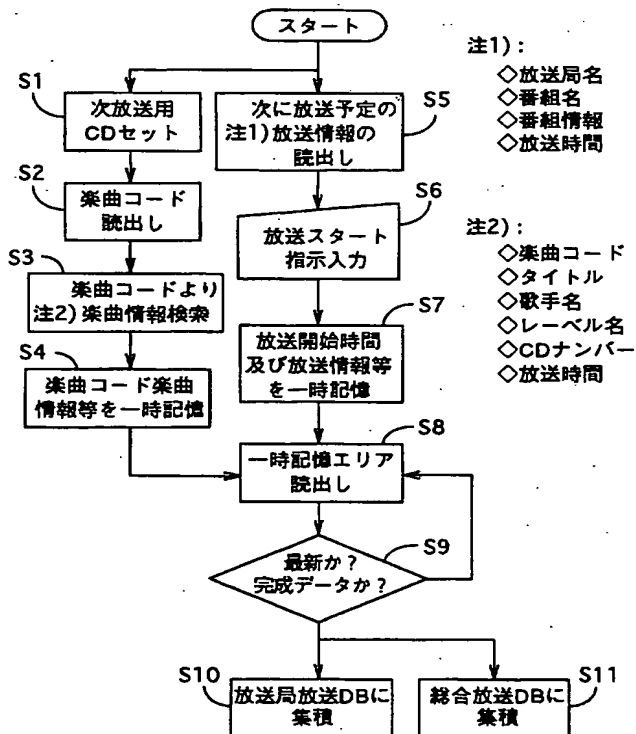 スタート
S1
次放送用
CDセット
S2
楽曲コード
読出し
S3
楽曲コードより
注2)楽曲情報検索
S4
楽曲コード楽曲
情報等を一時記憶
S5
次に放送予定の
注1)放送情報の
読出し
S6
放送スタート
指示入力
S7
放送開始時間
及び放送情報等
を一時記憶
S8
一時記憶エリア
読出し
S9
最新か?
完成データか?
S10
放送局放送DBに
集積
S11
総合放送DBに
集積
注1):
◇放送局名
◇番組名
◇番組情報
◇放送時間
注2):
◇楽曲コード
◇タイトル
◇歌手名
◇レーベル名
◇CDナンバー
◇放送時間